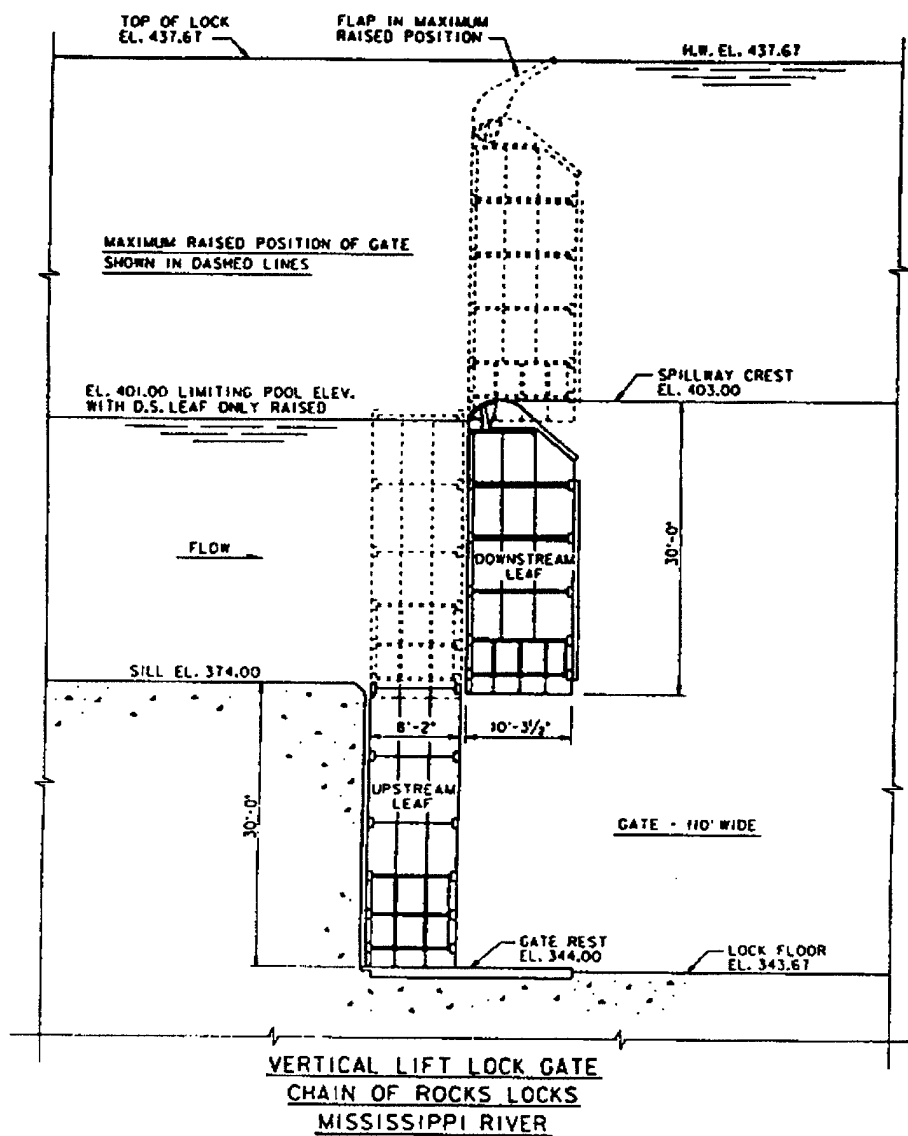 TOP OF LOCK
EL. 437.67
FLAP IN MAXIMUM
RAISED POSITION
H.W. EL. 437.67
MAXIMUM RAISED POSITION OF GATE
SHOWN IN DASHED LINES
EL. 401.00 LIMITING POOL ELEV.
WITH D.S. LEAF ONLY RAISED
SPILLWAY CREST
EL. 403.00
FLOW
DOWNSTREAM
LEAF
30'-0"
SILL EL. 374.00
8'-2"
10'-3½"
UPSTREAM
LEAF
30'-0"
GATE - 110' WIDE
GATE REST
EL. 344.00
LOCK FLOOR
EL. 343.67
VERTICAL LIFT LOCK GATE
CHAIN OF ROCKS LOCKS
MISSISSIPPI RIVER